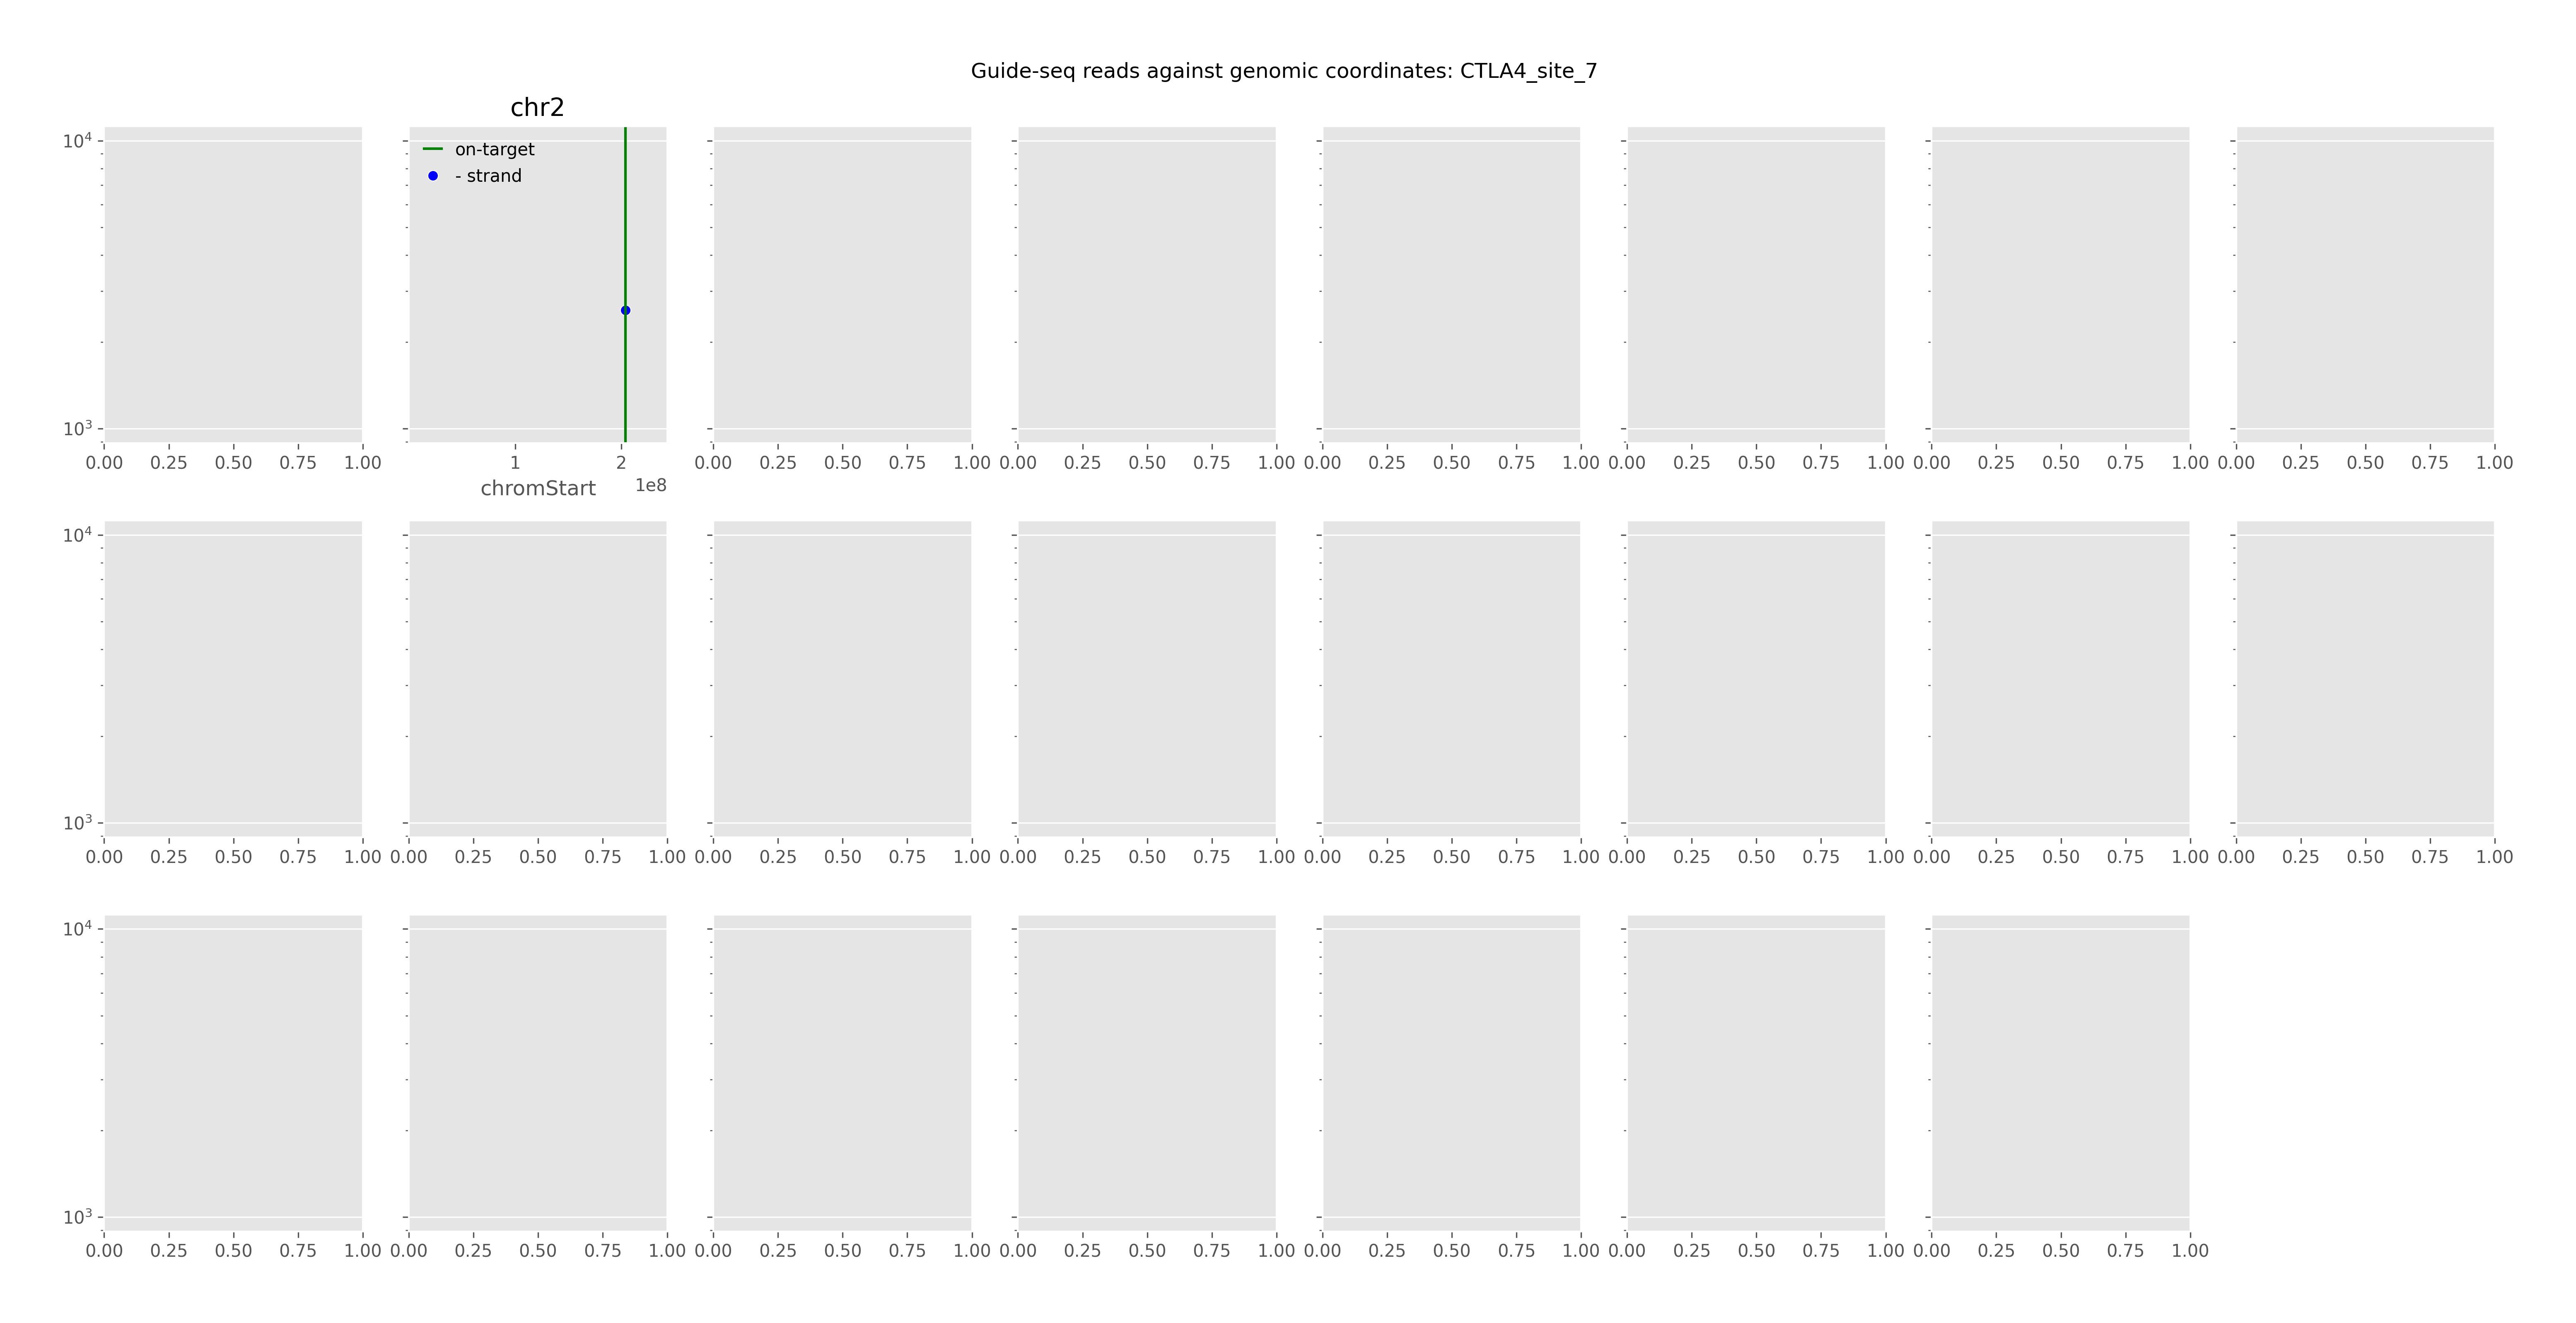 Guide-seq reads against genomic coordinates: CTLA4_site_7
chr2
on-target
- strand
10⁴
10³
0.00 0.25 0.50 0.75 1.00 1 2 0.00 0.25 0.50 0.75 1.00 0.00 0.25 0.50 0.75 1.00 0.00 0.25 0.50 0.75 1.00 0.00 0.25 0.50 0.75 1.00 0.00 0.25 0.50 0.75 1.00 0.00 0.25 0.50 0.75 1.00
chromStart 1e8
10⁴
10³
0.00 0.25 0.50 0.75 1.00 0.00 0.25 0.50 0.75 1.00 0.00 0.25 0.50 0.75 1.00 0.00 0.25 0.50 0.75 1.00 0.00 0.25 0.50 0.75 1.00 0.00 0.25 0.50 0.75 1.00 0.00 0.25 0.50 0.75 1.00 0.00 0.25 0.50 0.75 1.00
10⁴
10³
0.00 0.25 0.50 0.75 1.00 0.00 0.25 0.50 0.75 1.00 0.00 0.25 0.50 0.75 1.00 0.00 0.25 0.50 0.75 1.00 0.00 0.25 0.50 0.75 1.00 0.00 0.25 0.50 0.75 1.00 0.00 0.25 0.50 0.75 1.00